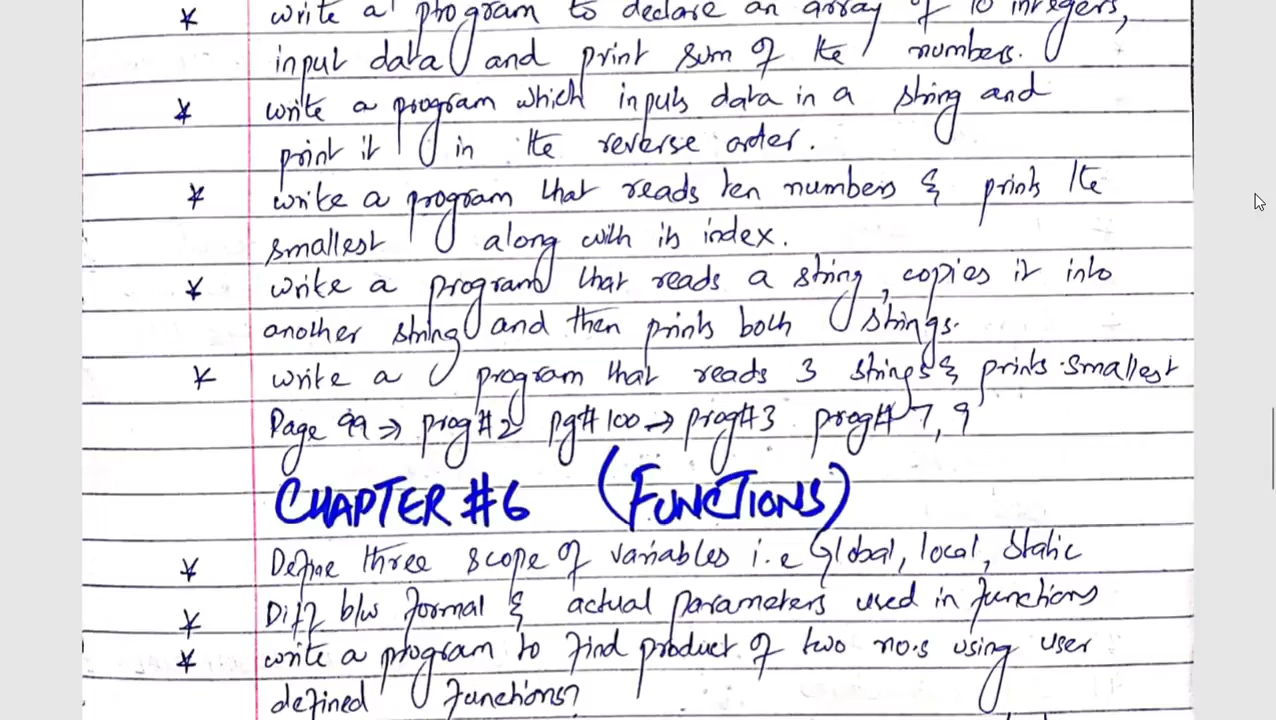 * write a program to declare an array of 10 integers,
input data and print sum of the numbers.
* write a program which inputs data in a string and
print it in the reverse order.
* write a program that reads ten numbers & prints the
smallest along with its index.
* write a program that reads a string, copies it into
another string and then prints both strings.
* write a program that reads 3 strings & prints smallest
Page 99 → prog#2 pg# 100 → prog#3 prog# 7, 9
CHAPTER #6 (FUNCTIONS)
* Define three scope of variables i.e Global, local, Static
* Diff b/w formal & actual parameters used in functions
* write a program to find product of two no.s using user
defined functions?